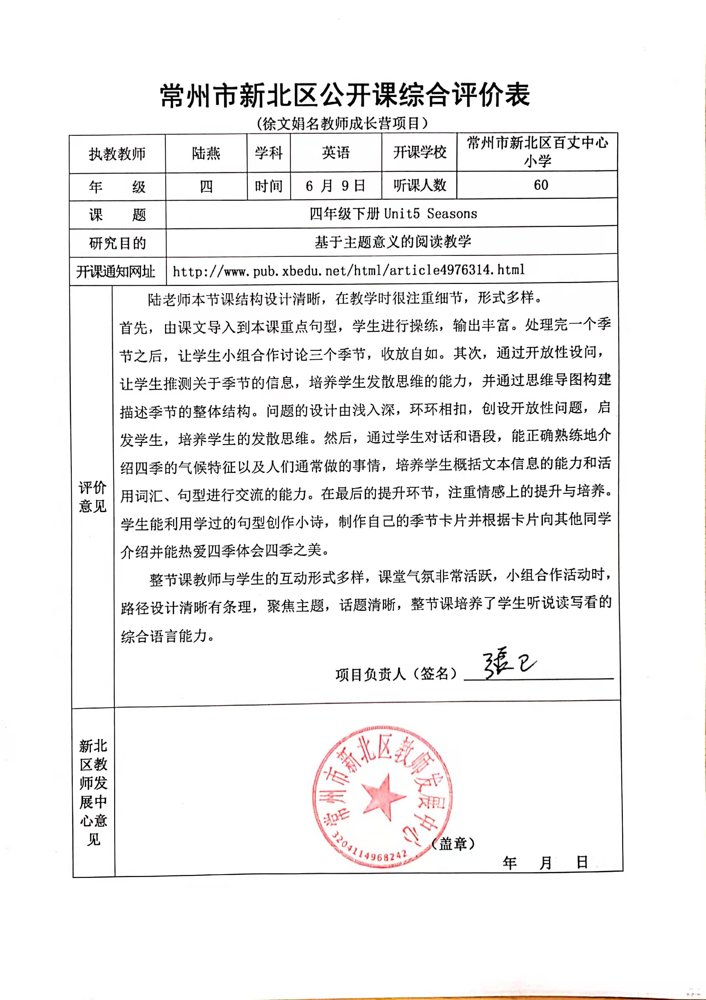 常州市新北区公开课综合评价表
(徐文娟名教师成长营项目)
执教教师 陆燕 学科 英语 开课学校 常州市新北区百丈中心
小学
年 级 四 时间 6 月 9日 听课人数 60
课 题 四年级下册 Unit5 Seasons
研究目的 基于主题意义的阅读教学
开课通知网址 http://www.pub.xbedu.net/html/article4976314.html
评价
意见
陆老师本节课结构设计清晰，在教学时很注重细节，形式多样。
首先，由课文导入到本课重点句型，学生进行操练，输出丰富。处理完一个季
节之后，让学生小组合作讨论三个季节，收放自如。其次，通过开放性设问，
让学生推测关于季节的信息，培养学生发散思维的能力，并通过思维导图构建
描述季节的整体结构。问题的设计由浅入深，环环相扣，创设开放性问题，启
发学生，培养学生的发散思维。然后，通过学生对话和语段，能正确熟练地介
绍四季的气候特征以及人们通常做的事情，培养学生概括文本信息的能力和活
用词汇、句型进行交流的能力。在最后的提升环节，注重情感上的提升与培养。
学生能利用学过的句型创作小诗，制作自己的季节卡片并根据卡片向其他同学
介绍并能热爱四季体会四季之美。
整节课教师与学生的互动形式多样，课堂气氛非常活跃，小组合作活动时，
路径设计清晰有条理，聚焦主题，话题清晰，整节课培养了学生听说读写看的
综合语言能力。
项目负责人（签名）張
新北
区教
师发
展中
心意
见
常州市新北区教师发展中心
3204114968242
（盖章）
年 月 日